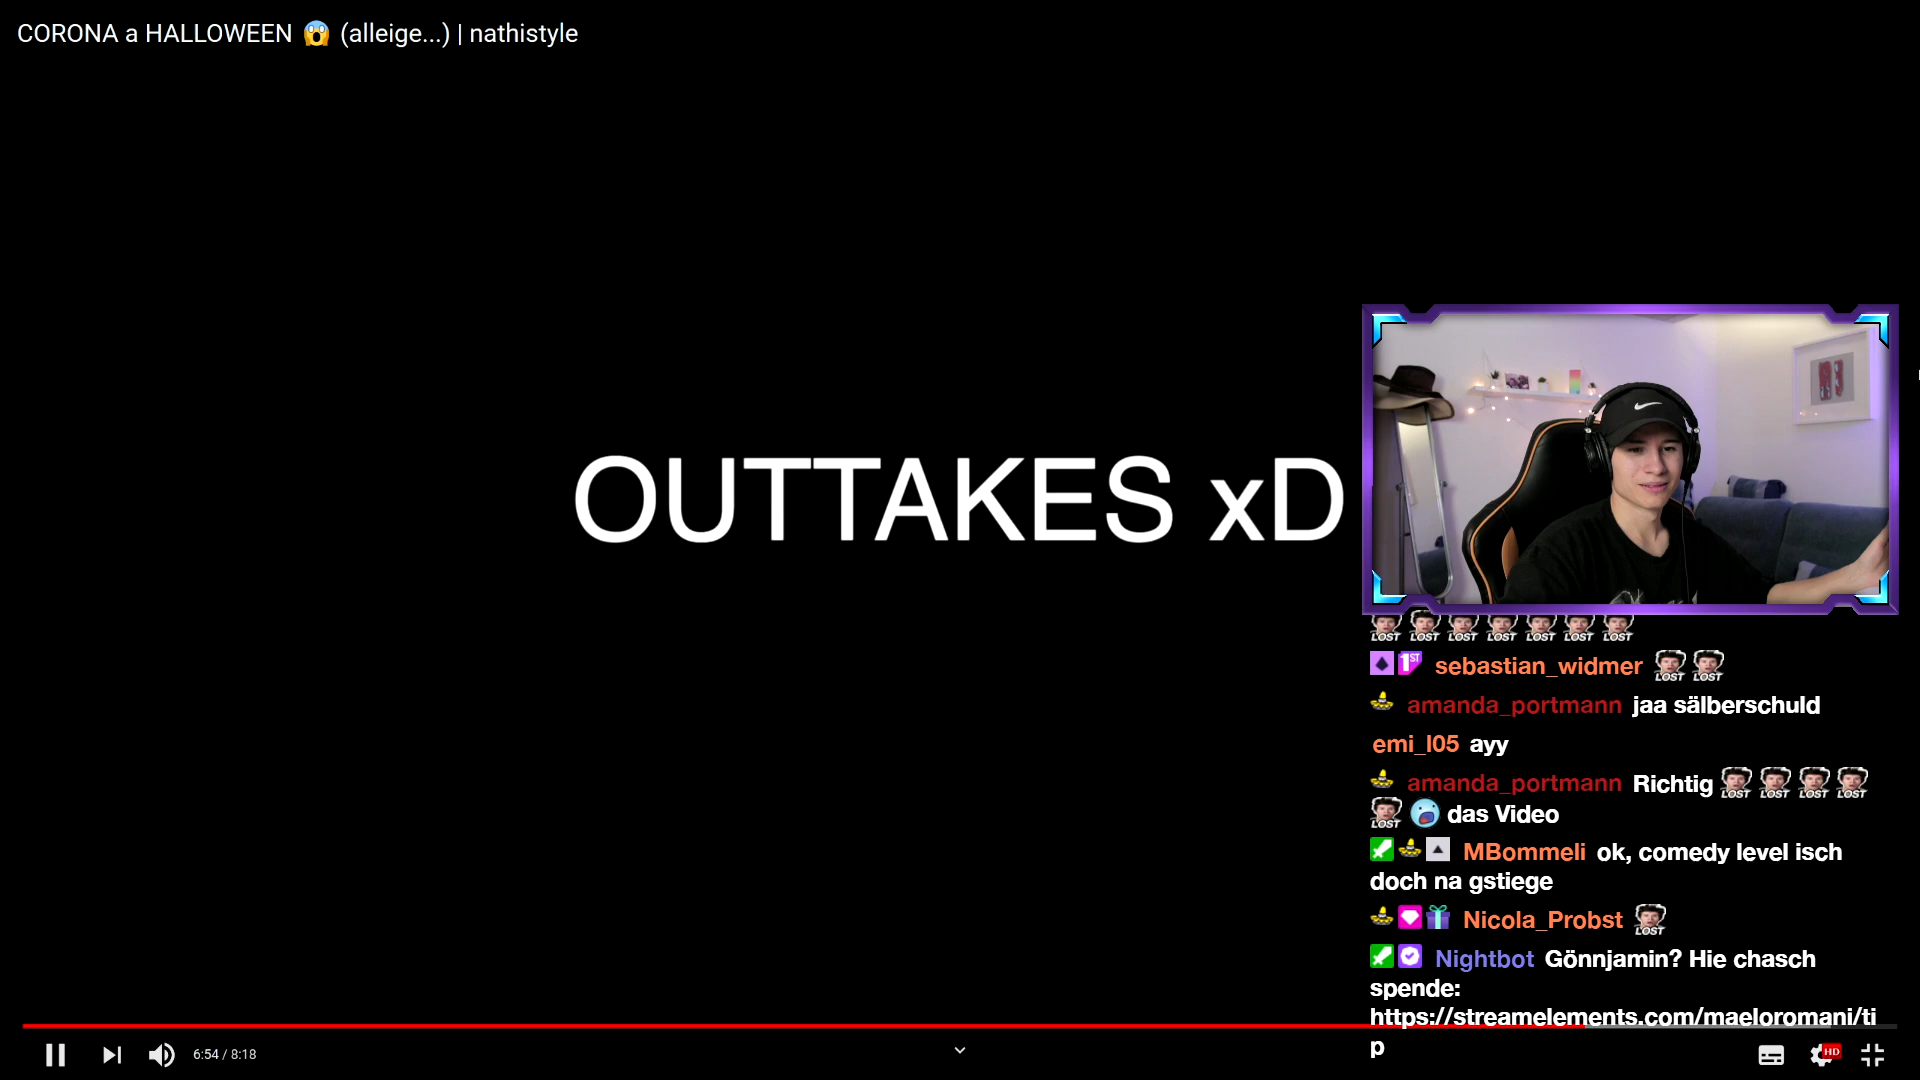 CORONA a HALLOWEEN 😱 (alleige...) | nathistyle
OUTTAKES xD
LOST LOST LOST LOST LOST LOST LOST
1ST sebastian_widmer LOST LOST
amanda_portmann jaa sälberschuld
emi_l05 ayy
amanda_portmann Richtig LOST LOST LOST LOST
LOST das Video
MBommeli ok, comedy level isch
doch na gstiege
Nicola_Probst LOST
Nightbot Gönnjamin? Hie chasch
spende:
https://streamelements.com/maeloromani/ti
p
6:54 / 8:18
HD